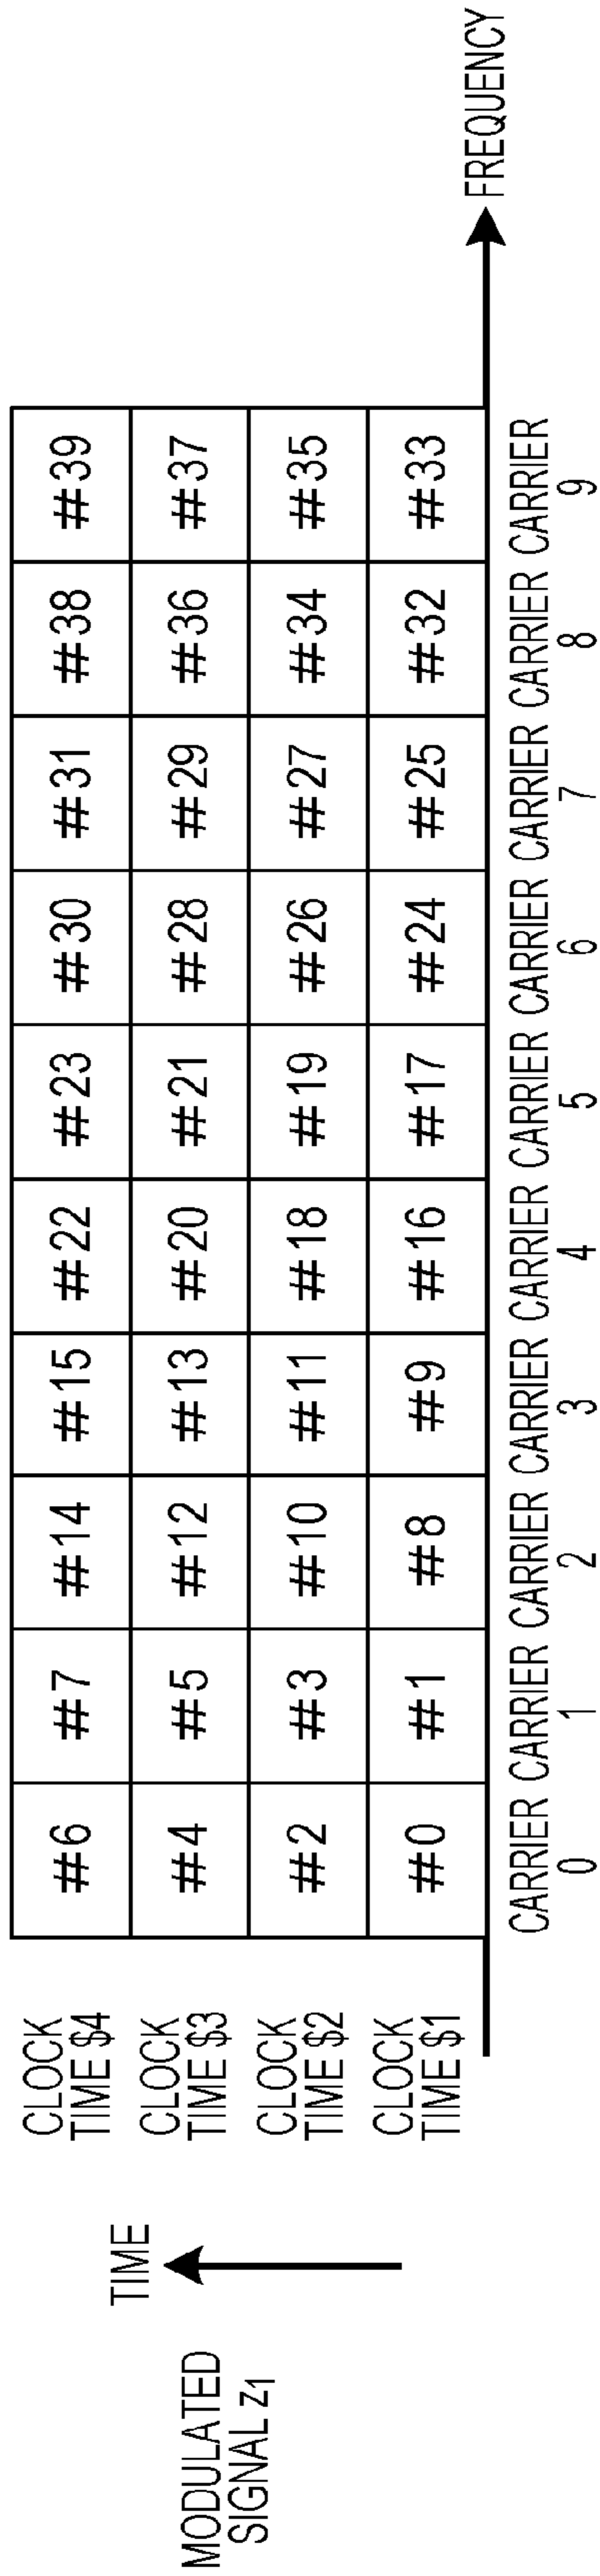 MODULATED
SIGNAL z1
TIME
CLOCK
TIME $4
#6 #7 #14 #15 #22 #23 #30 #31 #38 #39
CLOCK
TIME $3
#4 #5 #12 #13 #20 #21 #28 #29 #36 #37
CLOCK
TIME $2
#2 #3 #10 #11 #18 #19 #26 #27 #34 #35
CLOCK
TIME $1
#0 #1 #8 #9 #16 #17 #24 #25 #32 #33
FREQUENCY
CARRIER CARRIER CARRIER CARRIER CARRIER CARRIER CARRIER CARRIER CARRIER CARRIER
0 1 2 3 4 5 6 7 8 9